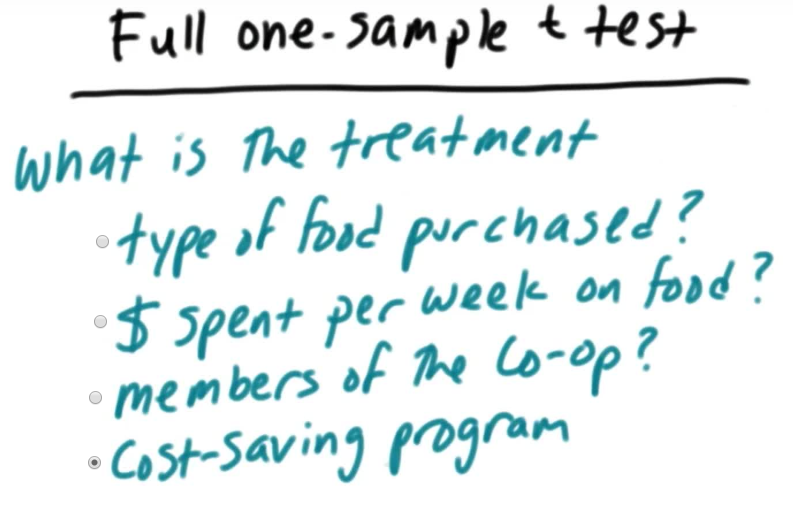 Full one-sample t test
What is the treatment
type of food purchased?
$ spent per week on food?
members of the Co-op?
Cost-saving program